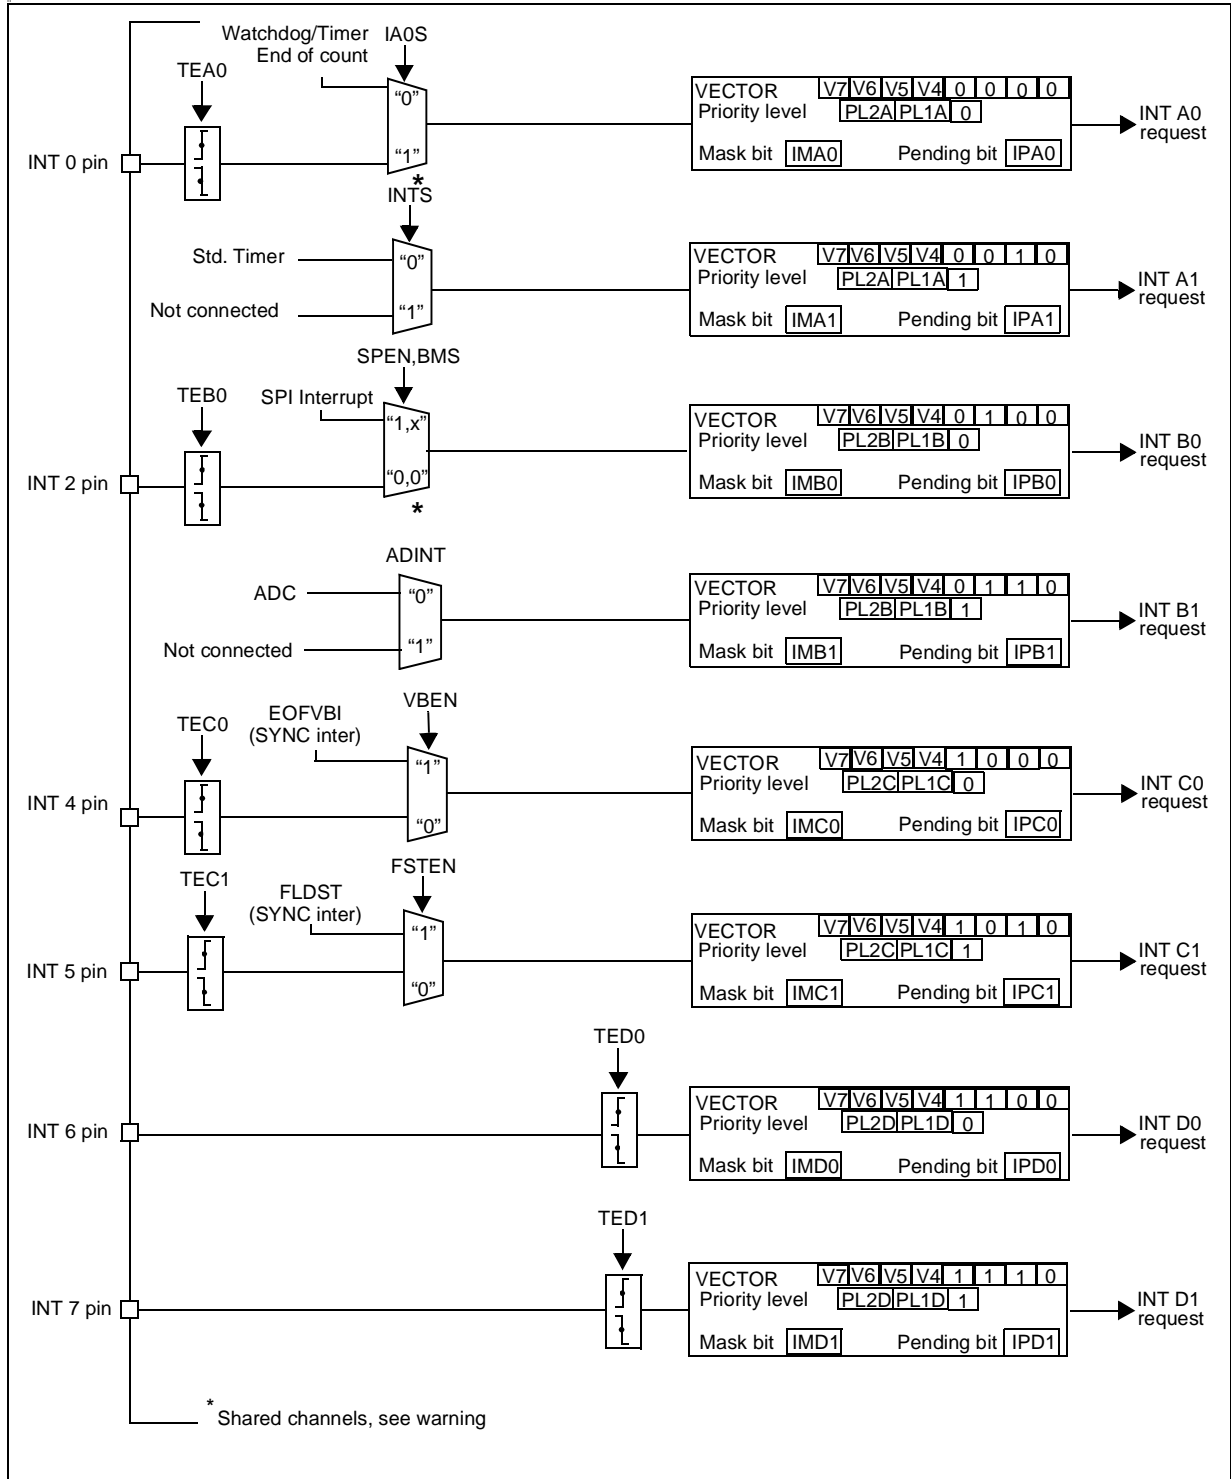 Watchdog/Timer
End of count
IA0S
TEA0
“0”
“1”
INT 0 pin
*
VECTOR V7 V6 V5 V4 0 0 0 0
Priority level PL2A PL1A 0
Mask bit IMA0 Pending bit IPA0
INT A0
request
INTS
Std. Timer
“0”
Not connected
“1”
VECTOR V7 V6 V5 V4 0 0 1 0
Priority level PL2A PL1A 1
Mask bit IMA1 Pending bit IPA1
INT A1
request
SPEN,BMS
TEB0
SPI Interrupt
“1,x”
“0,0”
INT 2 pin
*
VECTOR V7 V6 V5 V4 0 1 0 0
Priority level PL2B PL1B 0
Mask bit IMB0 Pending bit IPB0
INT B0
request
ADINT
ADC
“0”
Not connected
“1”
VECTOR V7 V6 V5 V4 0 1 1 0
Priority level PL2B PL1B 1
Mask bit IMB1 Pending bit IPB1
INT B1
request
VBEN
EOFVBI
(SYNC inter)
TEC0
“1”
“0”
INT 4 pin
VECTOR V7 V6 V5 V4 1 0 0 0
Priority level PL2C PL1C 0
Mask bit IMC0 Pending bit IPC0
INT C0
request
FSTEN
TEC1
FLDST
(SYNC inter)
“1”
“0”
INT 5 pin
VECTOR V7 V6 V5 V4 1 0 1 0
Priority level PL2C PL1C 1
Mask bit IMC1 Pending bit IPC1
INT C1
request
TED0
INT 6 pin
VECTOR V7 V6 V5 V4 1 1 0 0
Priority level PL2D PL1D 0
Mask bit IMD0 Pending bit IPD0
INT D0
request
TED1
INT 7 pin
VECTOR V7 V6 V5 V4 1 1 1 0
Priority level PL2D PL1D 1
Mask bit IMD1 Pending bit IPD1
INT D1
request
* Shared channels, see warning